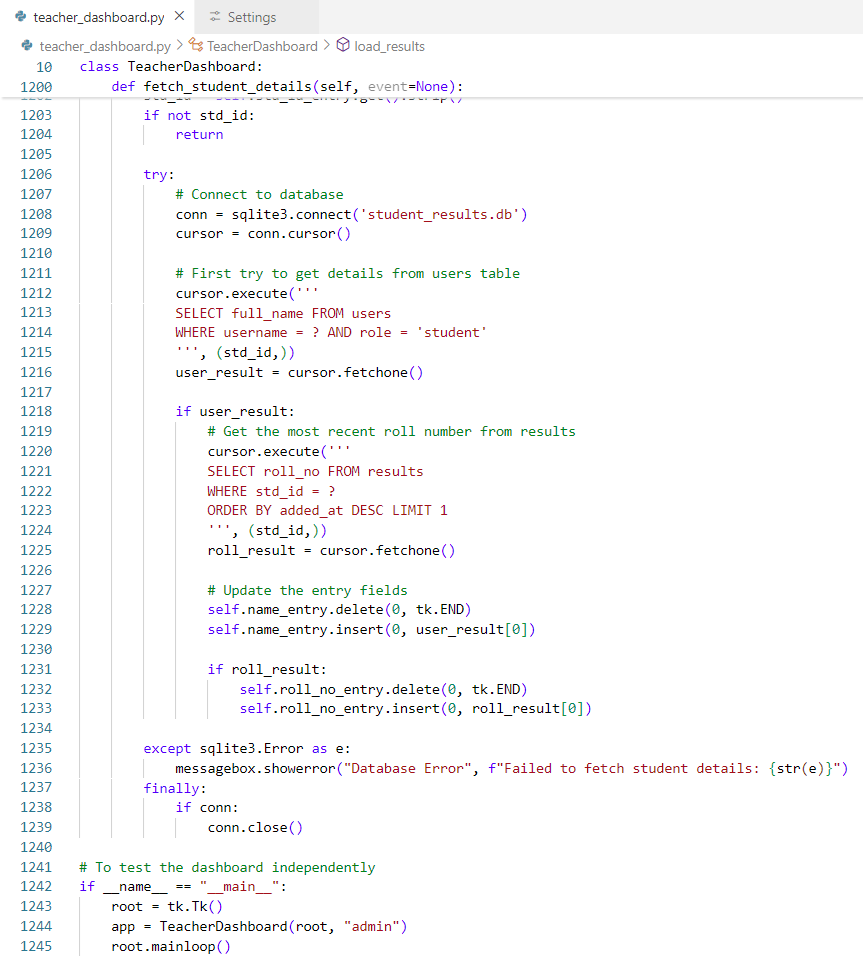 teacher_dashboard.py Settings
teacher_dashboard.py > TeacherDashboard > load_results
10 class TeacherDashboard:
1200     def fetch_student_details(self, event=None):
1203         if not std_id:
1204             return
1205
1206         try:
1207             # Connect to database
1208             conn = sqlite3.connect('student_results.db')
1209             cursor = conn.cursor()
1210
1211             # First try to get details from users table
1212             cursor.execute('''
1213             SELECT full_name FROM users
1214             WHERE username = ? AND role = 'student'
1215             ''', (std_id,))
1216             user_result = cursor.fetchone()
1217
1218             if user_result:
1219                 # Get the most recent roll number from results
1220                 cursor.execute('''
1221                 SELECT roll_no FROM results
1222                 WHERE std_id = ?
1223                 ORDER BY added_at DESC LIMIT 1
1224                 ''', (std_id,))
1225                 roll_result = cursor.fetchone()
1226
1227                 # Update the entry fields
1228                 self.name_entry.delete(0, tk.END)
1229                 self.name_entry.insert(0, user_result[0])
1230
1231                 if roll_result:
1232                     self.roll_no_entry.delete(0, tk.END)
1233                     self.roll_no_entry.insert(0, roll_result[0])
1234
1235         except sqlite3.Error as e:
1236             messagebox.showerror("Database Error", f"Failed to fetch student details: {str(e)}")
1237         finally:
1238             if conn:
1239                 conn.close()
1240
1241 # To test the dashboard independently
1242 if __name__ == "__main__":
1243     root = tk.Tk()
1244     app = TeacherDashboard(root, "admin")
1245     root.mainloop()